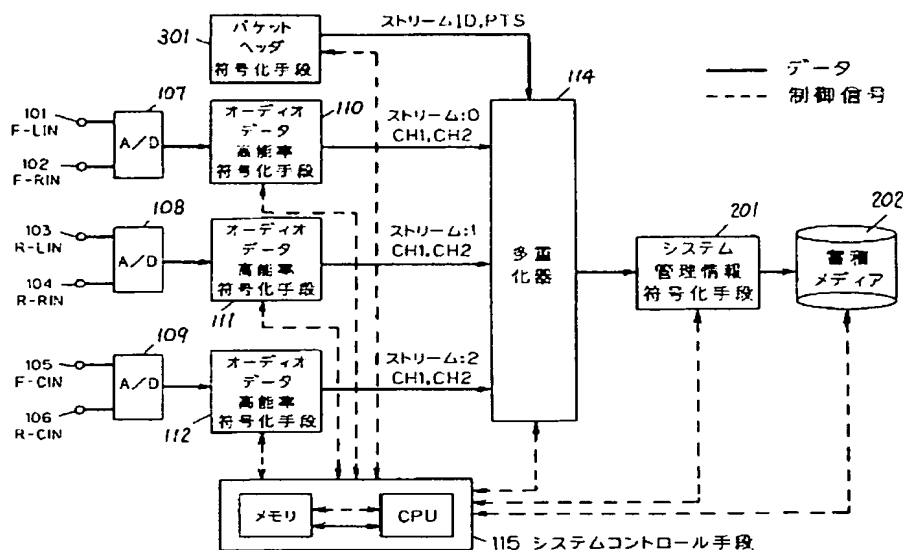 301
パケット
ヘッダ
符号化手段
ストリームID,PTS
114
データ
制御信号
101
F-LIN
102
F-RIN
107
A/D
110
オーディオ
データ
高能率
符号化手段
ストリーム:0
CH1,CH2
103
R-LIN
104
R-RIN
108
A/D
オーディオ
データ
高能率
符号化手段
111
ストリーム:1
CH1,CH2
多重
化器
201
システム
管理情報
符号化手段
202
蓄積
メディア
105
F-CIN
106
R-CIN
109
A/D
オーディオ
データ
高能率
符号化手段
112
ストリーム:2
CH1,CH2
メモリ
CPU
115 システムコントロール手段